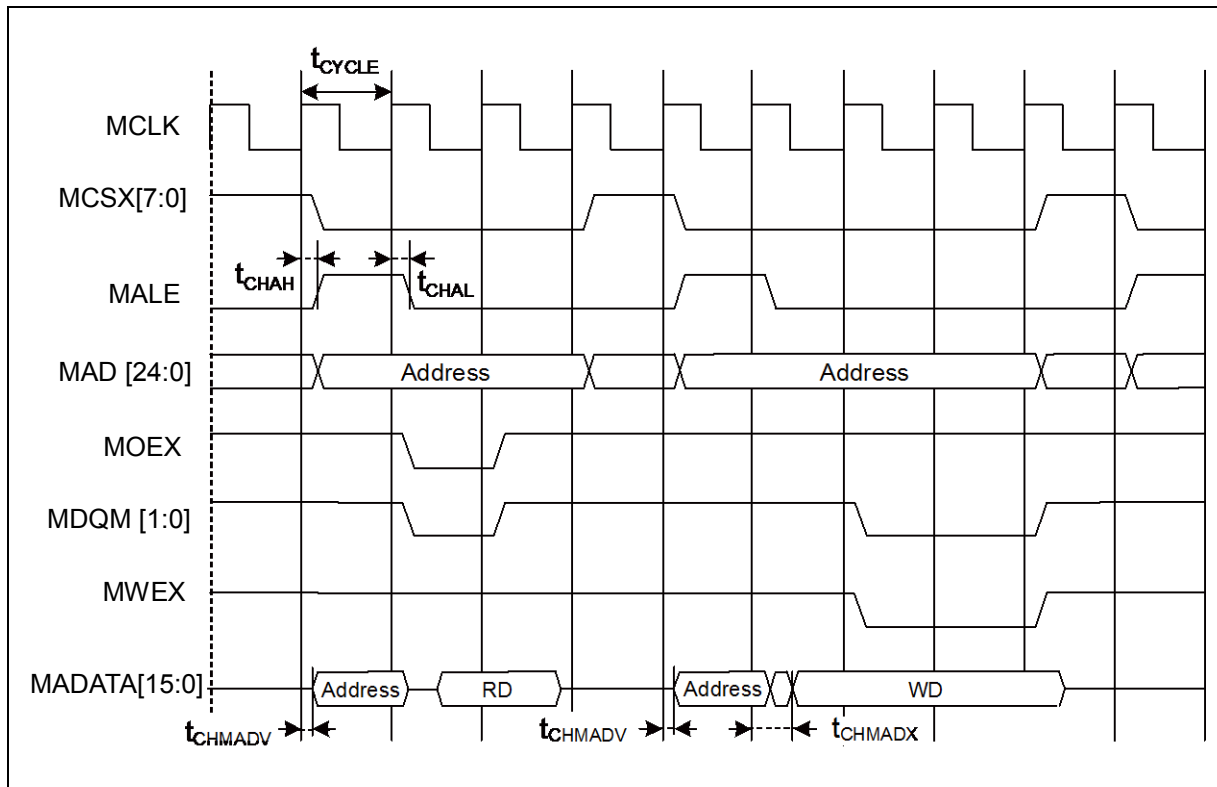 tCYCLE
MCLK
MCSX[7:0]
tCHAH
tCHAL
MALE
MAD [24:0]
Address
Address
MOEX
MDQM [1:0]
MWEX
MADATA[15:0]
Address
RD
Address
WD
tCHMADV
tCHMADV
tCHMADX